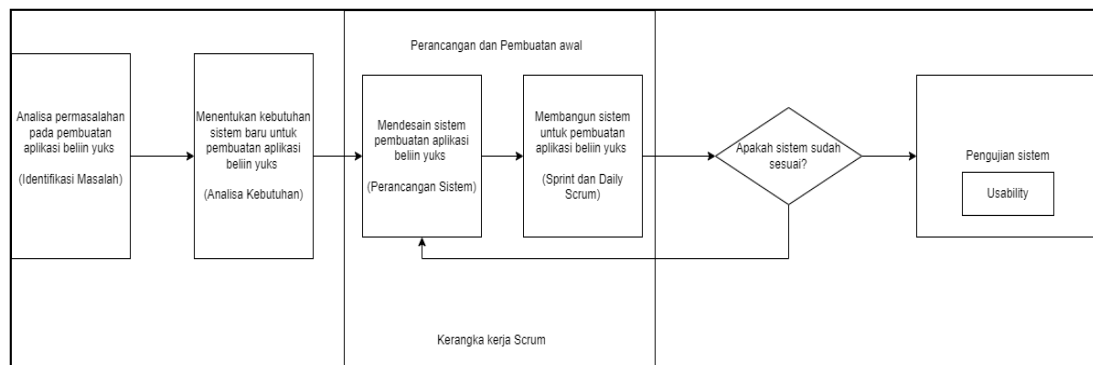 Perancangan dan Pembuatan awal
Analisa permasalahan
pada pembuatan
aplikasi beliin yuks
(Identifikasi Masalah)
Menentukan kebutuhan
sistem baru untuk
pembuatan aplikasi
beliin yuks
(Analisa Kebutuhan)
Mendesain sistem
pembuatan aplikasi
beliin yuks
(Perancangan Sistem)
Membangun sistem
untuk pembuatan
aplikasi beliin yuks
(Sprint dan Daily
Scrum)
Apakah sistem sudah
sesuai?
Pengujian sistem
Usability
Kerangka kerja Scrum